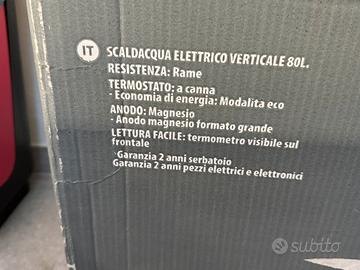 IT
SCALDACQUA ELETTRICO VERTICALE 80L.
RESISTENZA: Rame
TERMOSTATO: a canna
- Economia di energia: Modalita eco
ANODO: Magnesio
- Anodo magnesio formato grande
LETTURA FACILE: termometro visibile sul
frontale
- Garanzia 2 anni serbatoio
Garanzia 2 anni pezzi elettrici e elettronici
subito